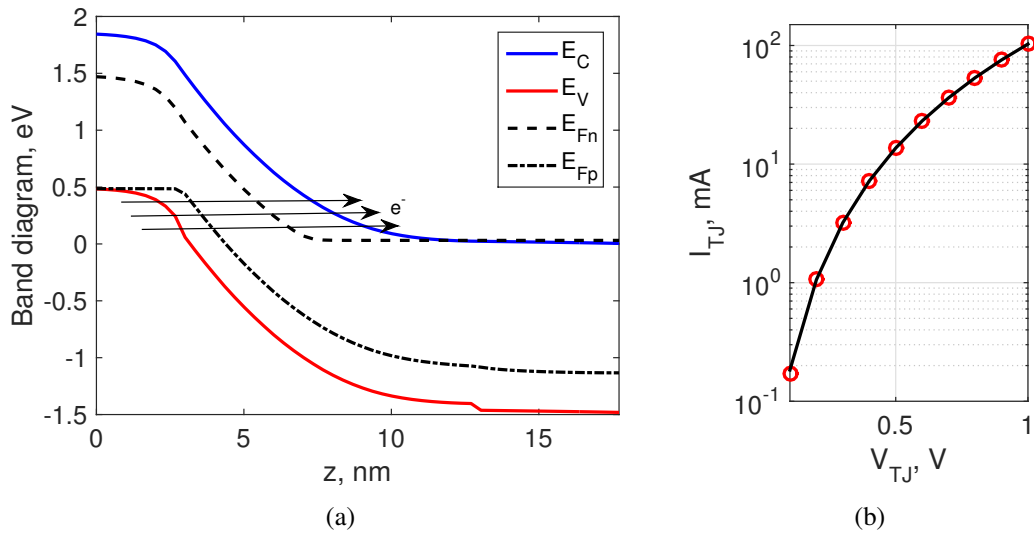 2
1.5
1
0.5
0
-0.5
-1
-1.5
Band diagram, eV
0 5 10 15
z, nm
E_C
E_V
E_Fn
E_Fp
e⁻
(a)
10²
10¹
10⁰
10⁻¹
I_TJ, mA
0.5 1
V_TJ, V
(b)